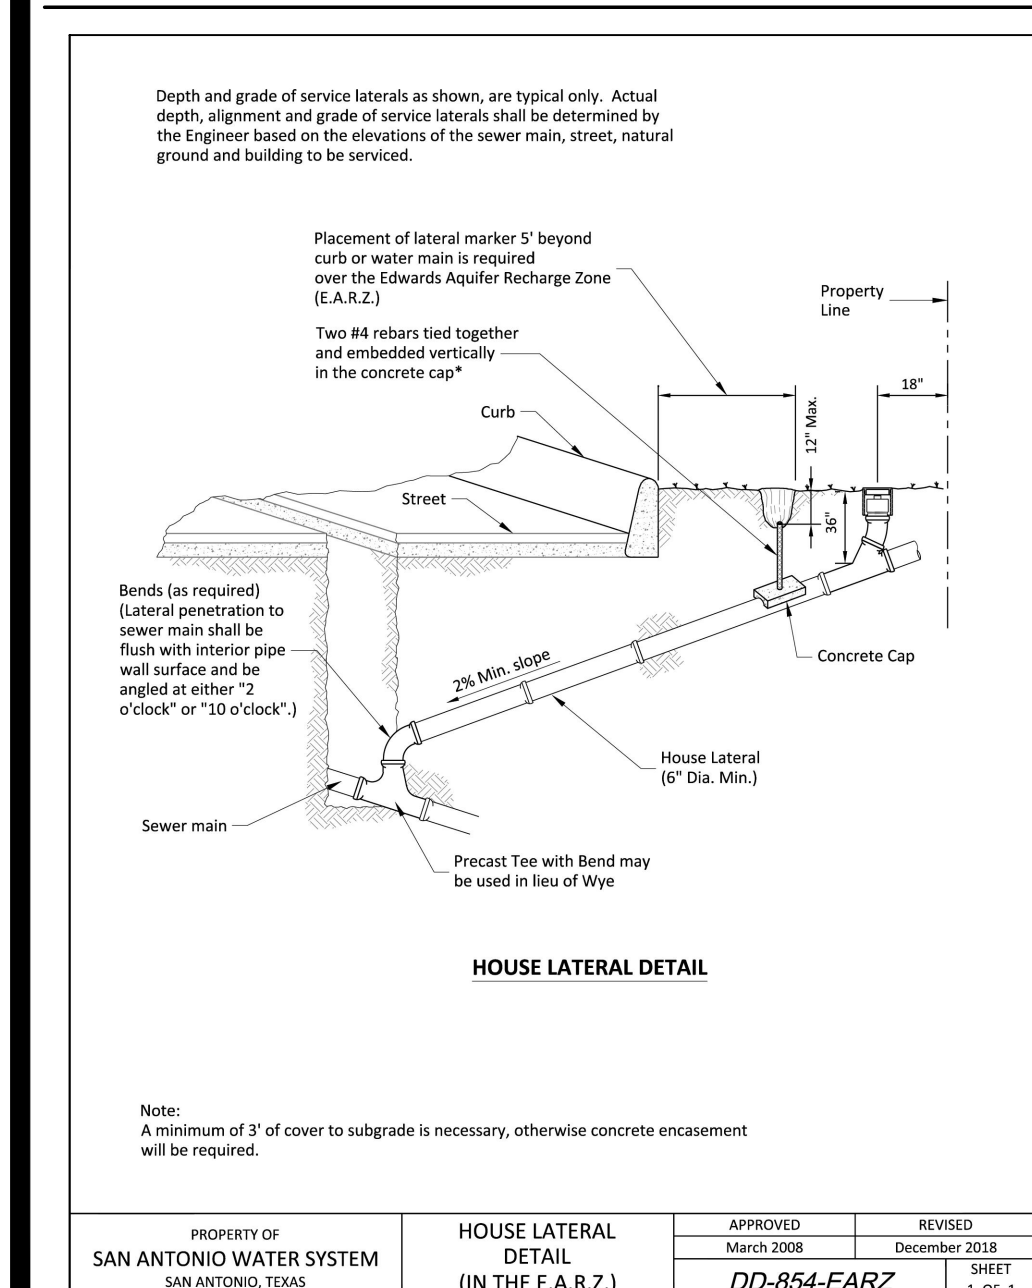 Depth and grade of service laterals as shown, are typical only. Actual
depth, alignment and grade of service laterals shall be determined by
the Engineer based on the elevations of the sewer main, street, natural
ground and building to be serviced.
Placement of lateral marker 5' beyond
curb or water main is required
over the Edwards Aquifer Recharge Zone
(E.A.R.Z.)
Property
Line
Two #4 rebars tied together
and embedded vertically
in the concrete cap*
18"
12" Max.
Curb
Street
36"
Bends (as required)
(Lateral penetration to
sewer main shall be
flush with interior pipe
wall surface and be
angled at either "2
o'clock" or "10 o'clock".)
2% Min. slope
Concrete Cap
House Lateral
(6" Dia. Min.)
Sewer main
Precast Tee with Bend may
be used in lieu of Wye
HOUSE LATERAL DETAIL
Note:
A minimum of 3' of cover to subgrade is necessary, otherwise concrete encasement
will be required.
PROPERTY OF
SAN ANTONIO WATER SYSTEM
SAN ANTONIO, TEXAS
HOUSE LATERAL
DETAIL
(IN THE E.A.R.Z.)
APPROVED
March 2008
REVISED
December 2018
DD-854-EARZ
SHEET
1 OF 1